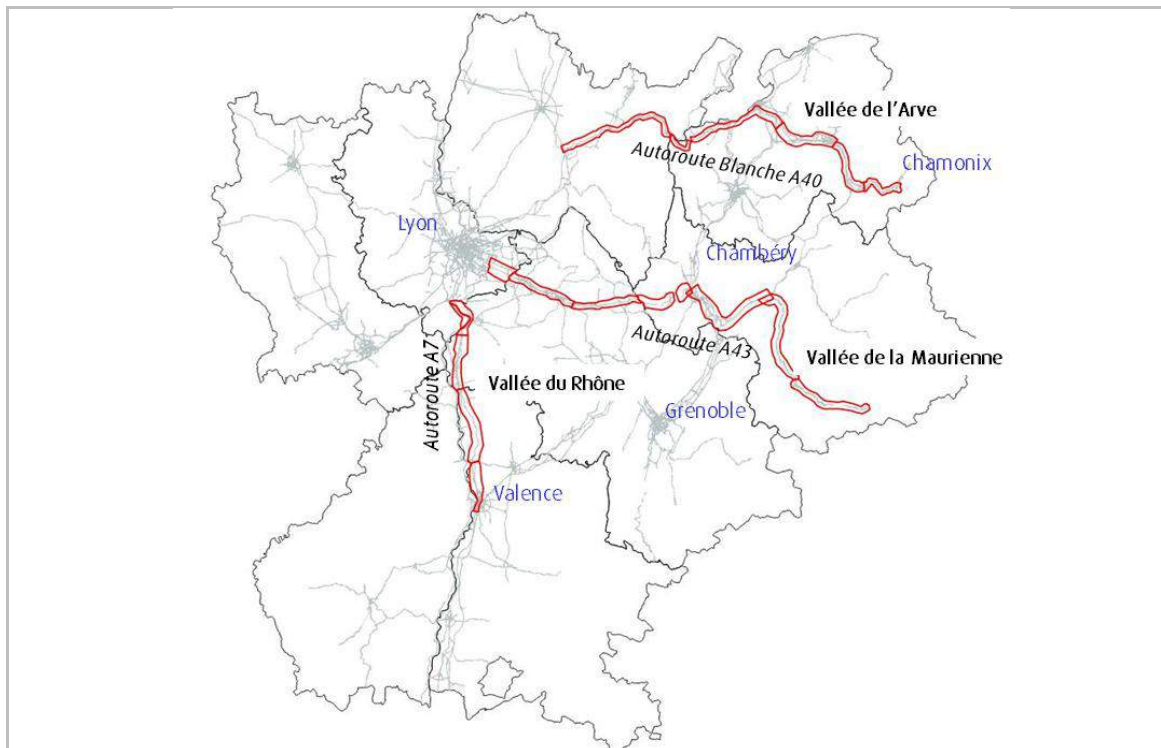 Vallée de l'Arve
Autoroute Blanche A40
Chamonix
Lyon
Chambéry
Autoroute A43
Vallée de la Maurienne
Autoroute A7
Vallée du Rhône
Grenoble
Valence